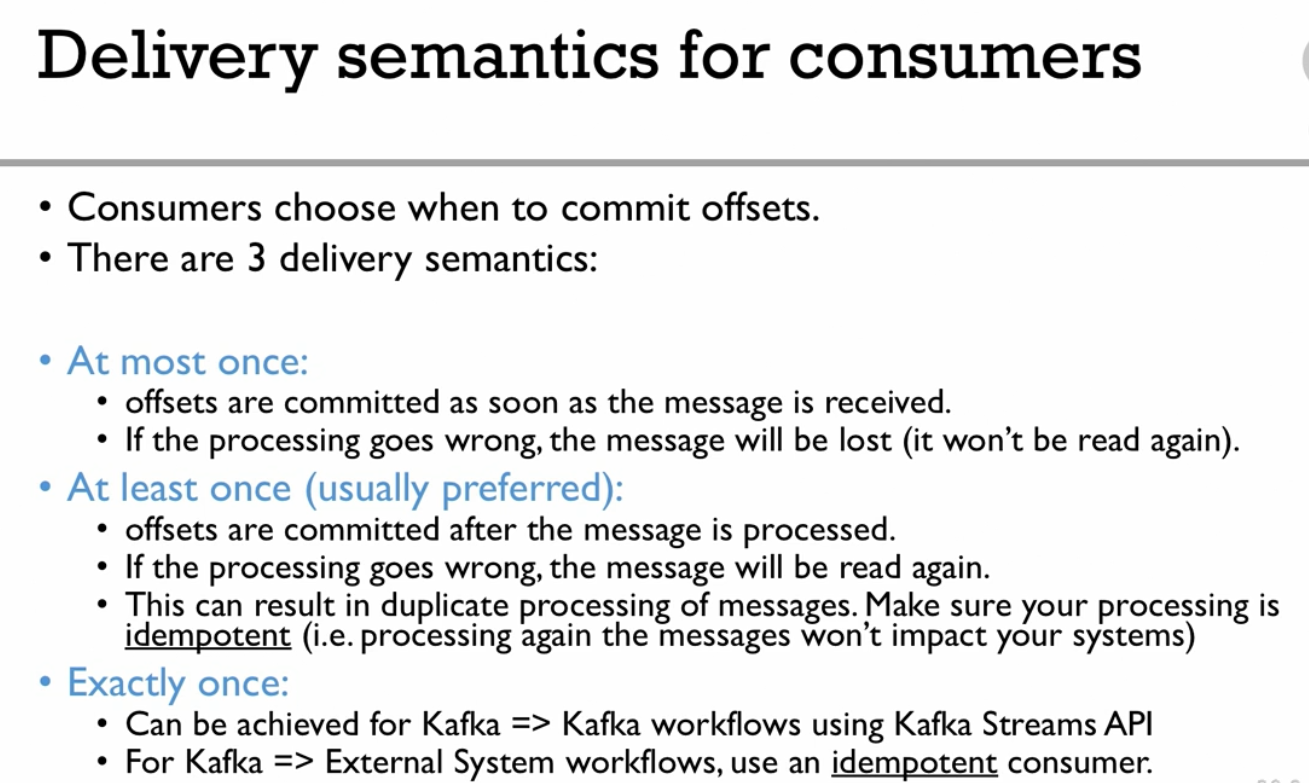 Delivery semantics for consumers
• Consumers choose when to commit offsets.
• There are 3 delivery semantics:
• At most once:
• offsets are committed as soon as the message is received.
• If the processing goes wrong, the message will be lost (it won't be read again).
• At least once (usually preferred):
• offsets are committed after the message is processed.
• If the processing goes wrong, the message will be read again.
• This can result in duplicate processing of messages. Make sure your processing is
idempotent (i.e. processing again the messages won't impact your systems)
• Exactly once:
• Can be achieved for Kafka => Kafka workflows using Kafka Streams API
• For Kafka => External System workflows, use an idempotent consumer.